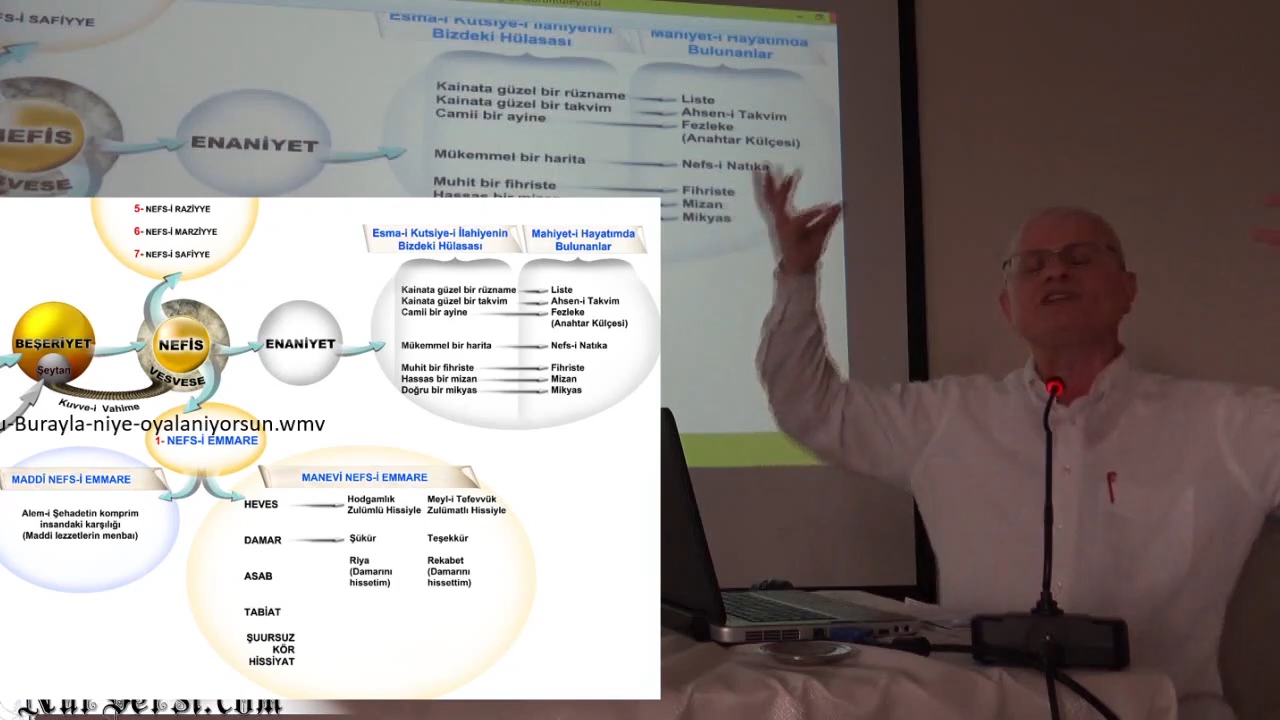 Esma-i Kutsiye-i İlahiyenin
Bizdeki Hülasası
Mahiyet-i Hayatımda
Bulunanlar
Kainata güzel bir rüzname
Liste
Kainata güzel bir takvim
Ahsen-i Takvim
Camii bir ayine
Fezleke
(Anahtar Külçesi)
Mükemmel bir harita
Nefs-i Natıka
Muhit bir fihriste
Fihriste
Mizan
Mikyas
NEFİS
ENANİYET
5- NEFS-İ RAZİYYE
6- NEFS-İ MARZİYYE
7- NEFS-İ SAFİYYE
Esma-i Kutsiye-i İlahiyenin
Bizdeki Hülasası
Mahiyet-i Hayatımda
Bulunanlar
Kainata güzel bir rüzname
Liste
Kainata güzel bir takvim
Ahsen-i Takvim
Camii bir ayine
Fezleke
(Anahtar Külçesi)
Mükemmel bir harita
Nefs-i Natıka
Muhit bir fihriste
Fihriste
Hassas bir mizan
Mizan
Doğru bir mikyas
Mikyas
BEŞERİYET
Şeytan
NEFİS
VESVESE
ENANİYET
Kuvve-i Vahime
u-Burayla-niye-oyalaniyorsun.wmv
1- NEFS-İ EMMARE
MADDİ NEFS-İ EMMARE
Alem-i Şehadetin komprim
insandaki karşılığı
(Maddi lezzetlerin menbaı)
MANEVİ NEFS-İ EMMARE
HEVES
Hodgamlık
Zulümlü Hissiyle
Meyl-i Tefevvük
Zulümatlı Hissiyle
DAMAR
Şükür
Teşekkür
ASAB
Riya
(Damarını
hissetim)
Rekabet
(Damarını
hissettim)
TABİAT
ŞUURSUZ
KÖR
HİSSİYAT